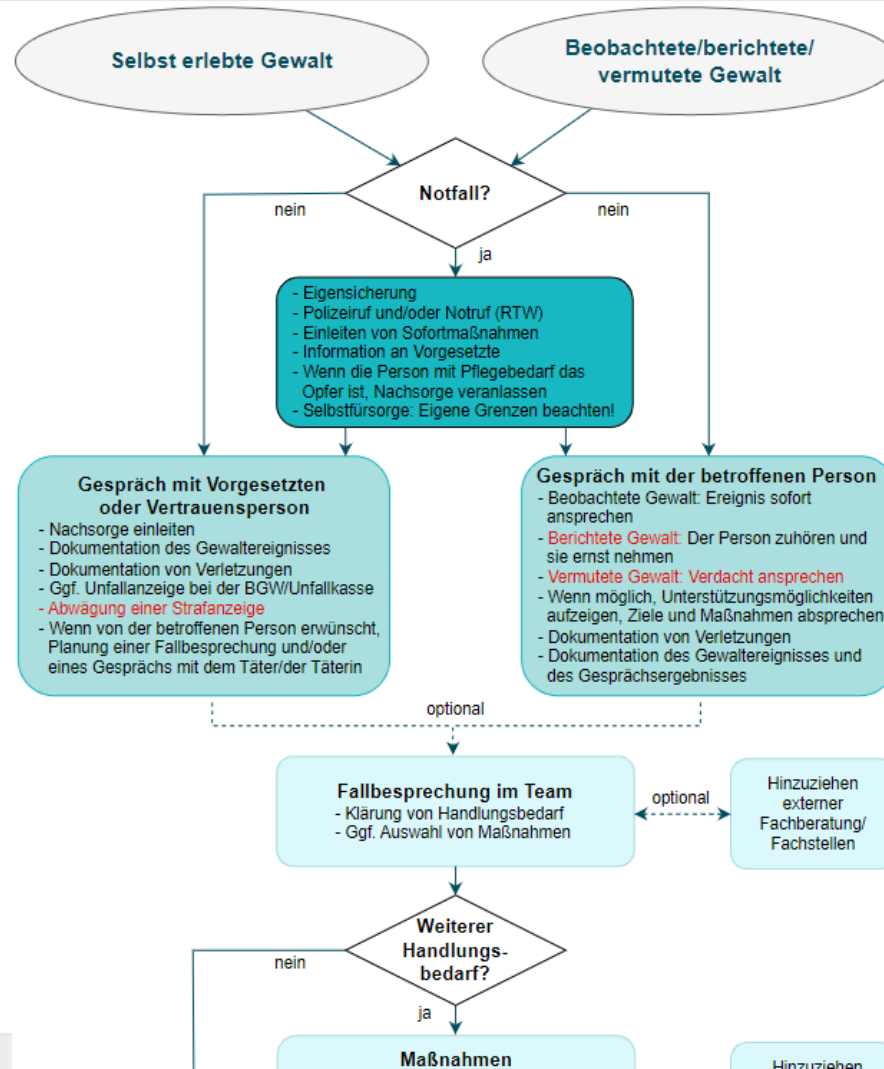 Selbst erlebte Gewalt
Beobachtete/berichtete/
vermutete Gewalt
Notfall?
nein
nein
ja
- Eigensicherung
- Polizeiruf und/oder Notruf (RTW)
- Einleiten von Sofortmaßnahmen
- Information an Vorgesetzte
- Wenn die Person mit Pflegebedarf das
Opfer ist, Nachsorge veranlassen
- Selbstfürsorge: Eigene Grenzen beachten!
Gespräch mit Vorgesetzten
oder Vertrauensperson
- Nachsorge einleiten
- Dokumentation des Gewaltereignisses
- Dokumentation von Verletzungen
- Ggf. Unfallanzeige bei der BGW/Unfallkasse
- Abwägung einer Strafanzeige
- Wenn von der betroffenen Person erwünscht,
Planung einer Fallbesprechung und/oder
eines Gesprächs mit dem Täter/der Täterin
Gespräch mit der betroffenen Person
- Beobachtete Gewalt: Ereignis sofort
ansprechen
- Berichtete Gewalt: Der Person zuhören und
sie ernst nehmen
- Vermutete Gewalt: Verdacht ansprechen
- Wenn möglich, Unterstützungsmöglichkeiten
aufzeigen, Ziele und Maßnahmen absprechen
- Dokumentation von Verletzungen
- Dokumentation des Gewaltereignisses und
des Gesprächsergebnisses
optional
Fallbesprechung im Team
- Klärung von Handlungsbedarf
- Ggf. Auswahl von Maßnahmen
optional
Hinzuziehen
externer
Fachberatung/
Fachstellen
Weiterer
Handlungs-
bedarf?
nein
ja
Maßnahmen
Hinzuziehen